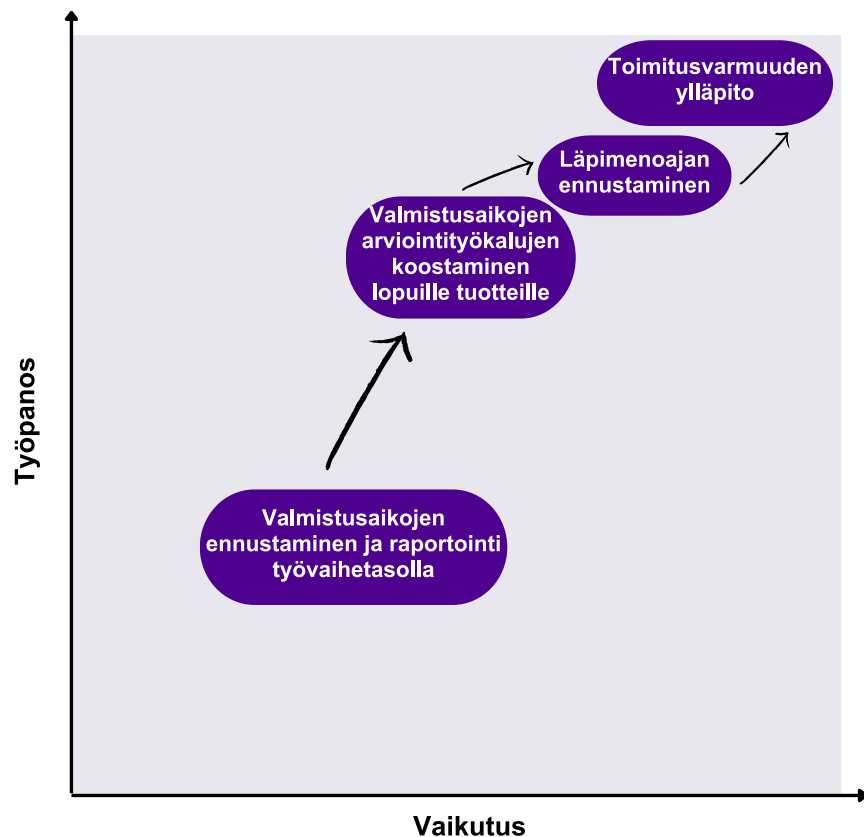 Toimitusvarmuuden
ylläpito
Läpimenoajan
ennustaminen
Valmistusaikojen
arviointityökalujen
koostaminen
lopuille tuotteille
Valmistusaikojen
ennustaminen ja raportointi
työvaihetasolla
Työpanos
Vaikutus